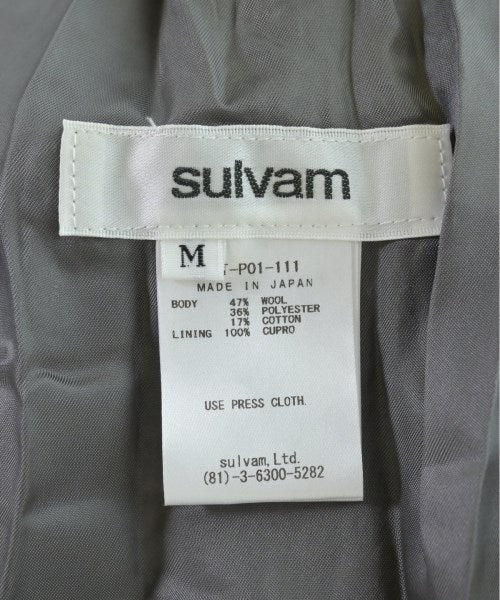 sulvam
M
T-P01-111
MADE IN JAPAN
BODY 47% WOOL
36% POLYESTER
17% COTTON
LINING 100% CUPRO
USE PRESS CLOTH.
sulvam,Ltd.
(81)-3-6300-5282